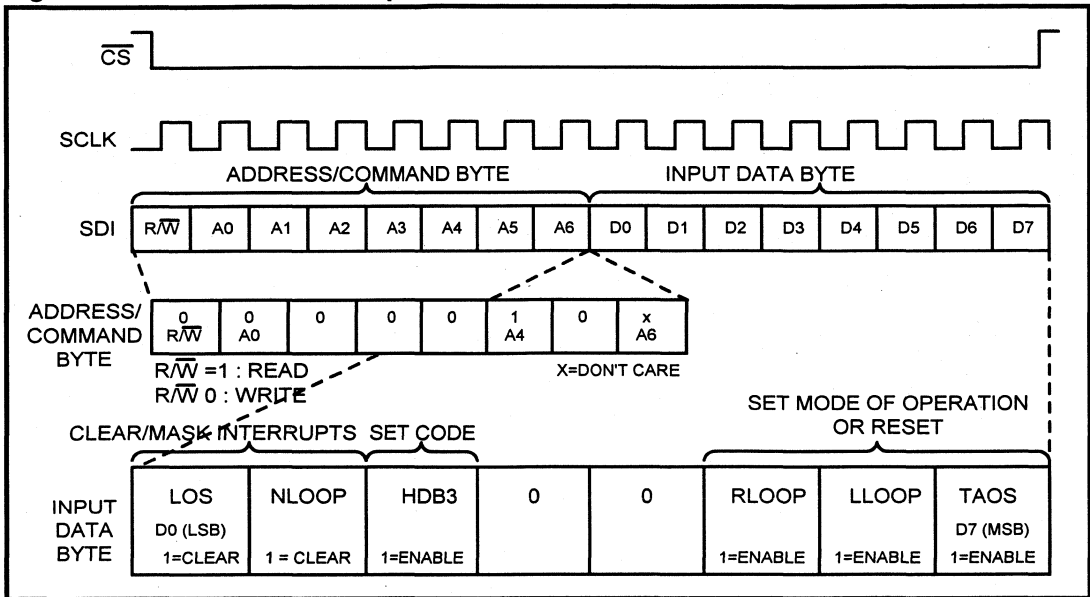 CS
SCLK
ADDRESS/COMMAND BYTE INPUT DATA BYTE
SDI R/W A0 A1 A2 A3 A4 A5 A6 D0 D1 D2 D3 D4 D5 D6 D7
ADDRESS/
COMMAND
BYTE
0 0 0 0 0 1 0 x
R/W A0 A4 A6
R/W =1 : READ X=DON'T CARE
R/W 0 : WRITE
SET MODE OF OPERATION
OR RESET
CLEAR/MASK INTERRUPTS SET CODE
INPUT
DATA
BYTE
LOS NLOOP HDB3 0 0 RLOOP LLOOP TAOS
D0 (LSB) D7 (MSB)
1=CLEAR 1 = CLEAR 1=ENABLE 1=ENABLE 1=ENABLE 1=ENABLE